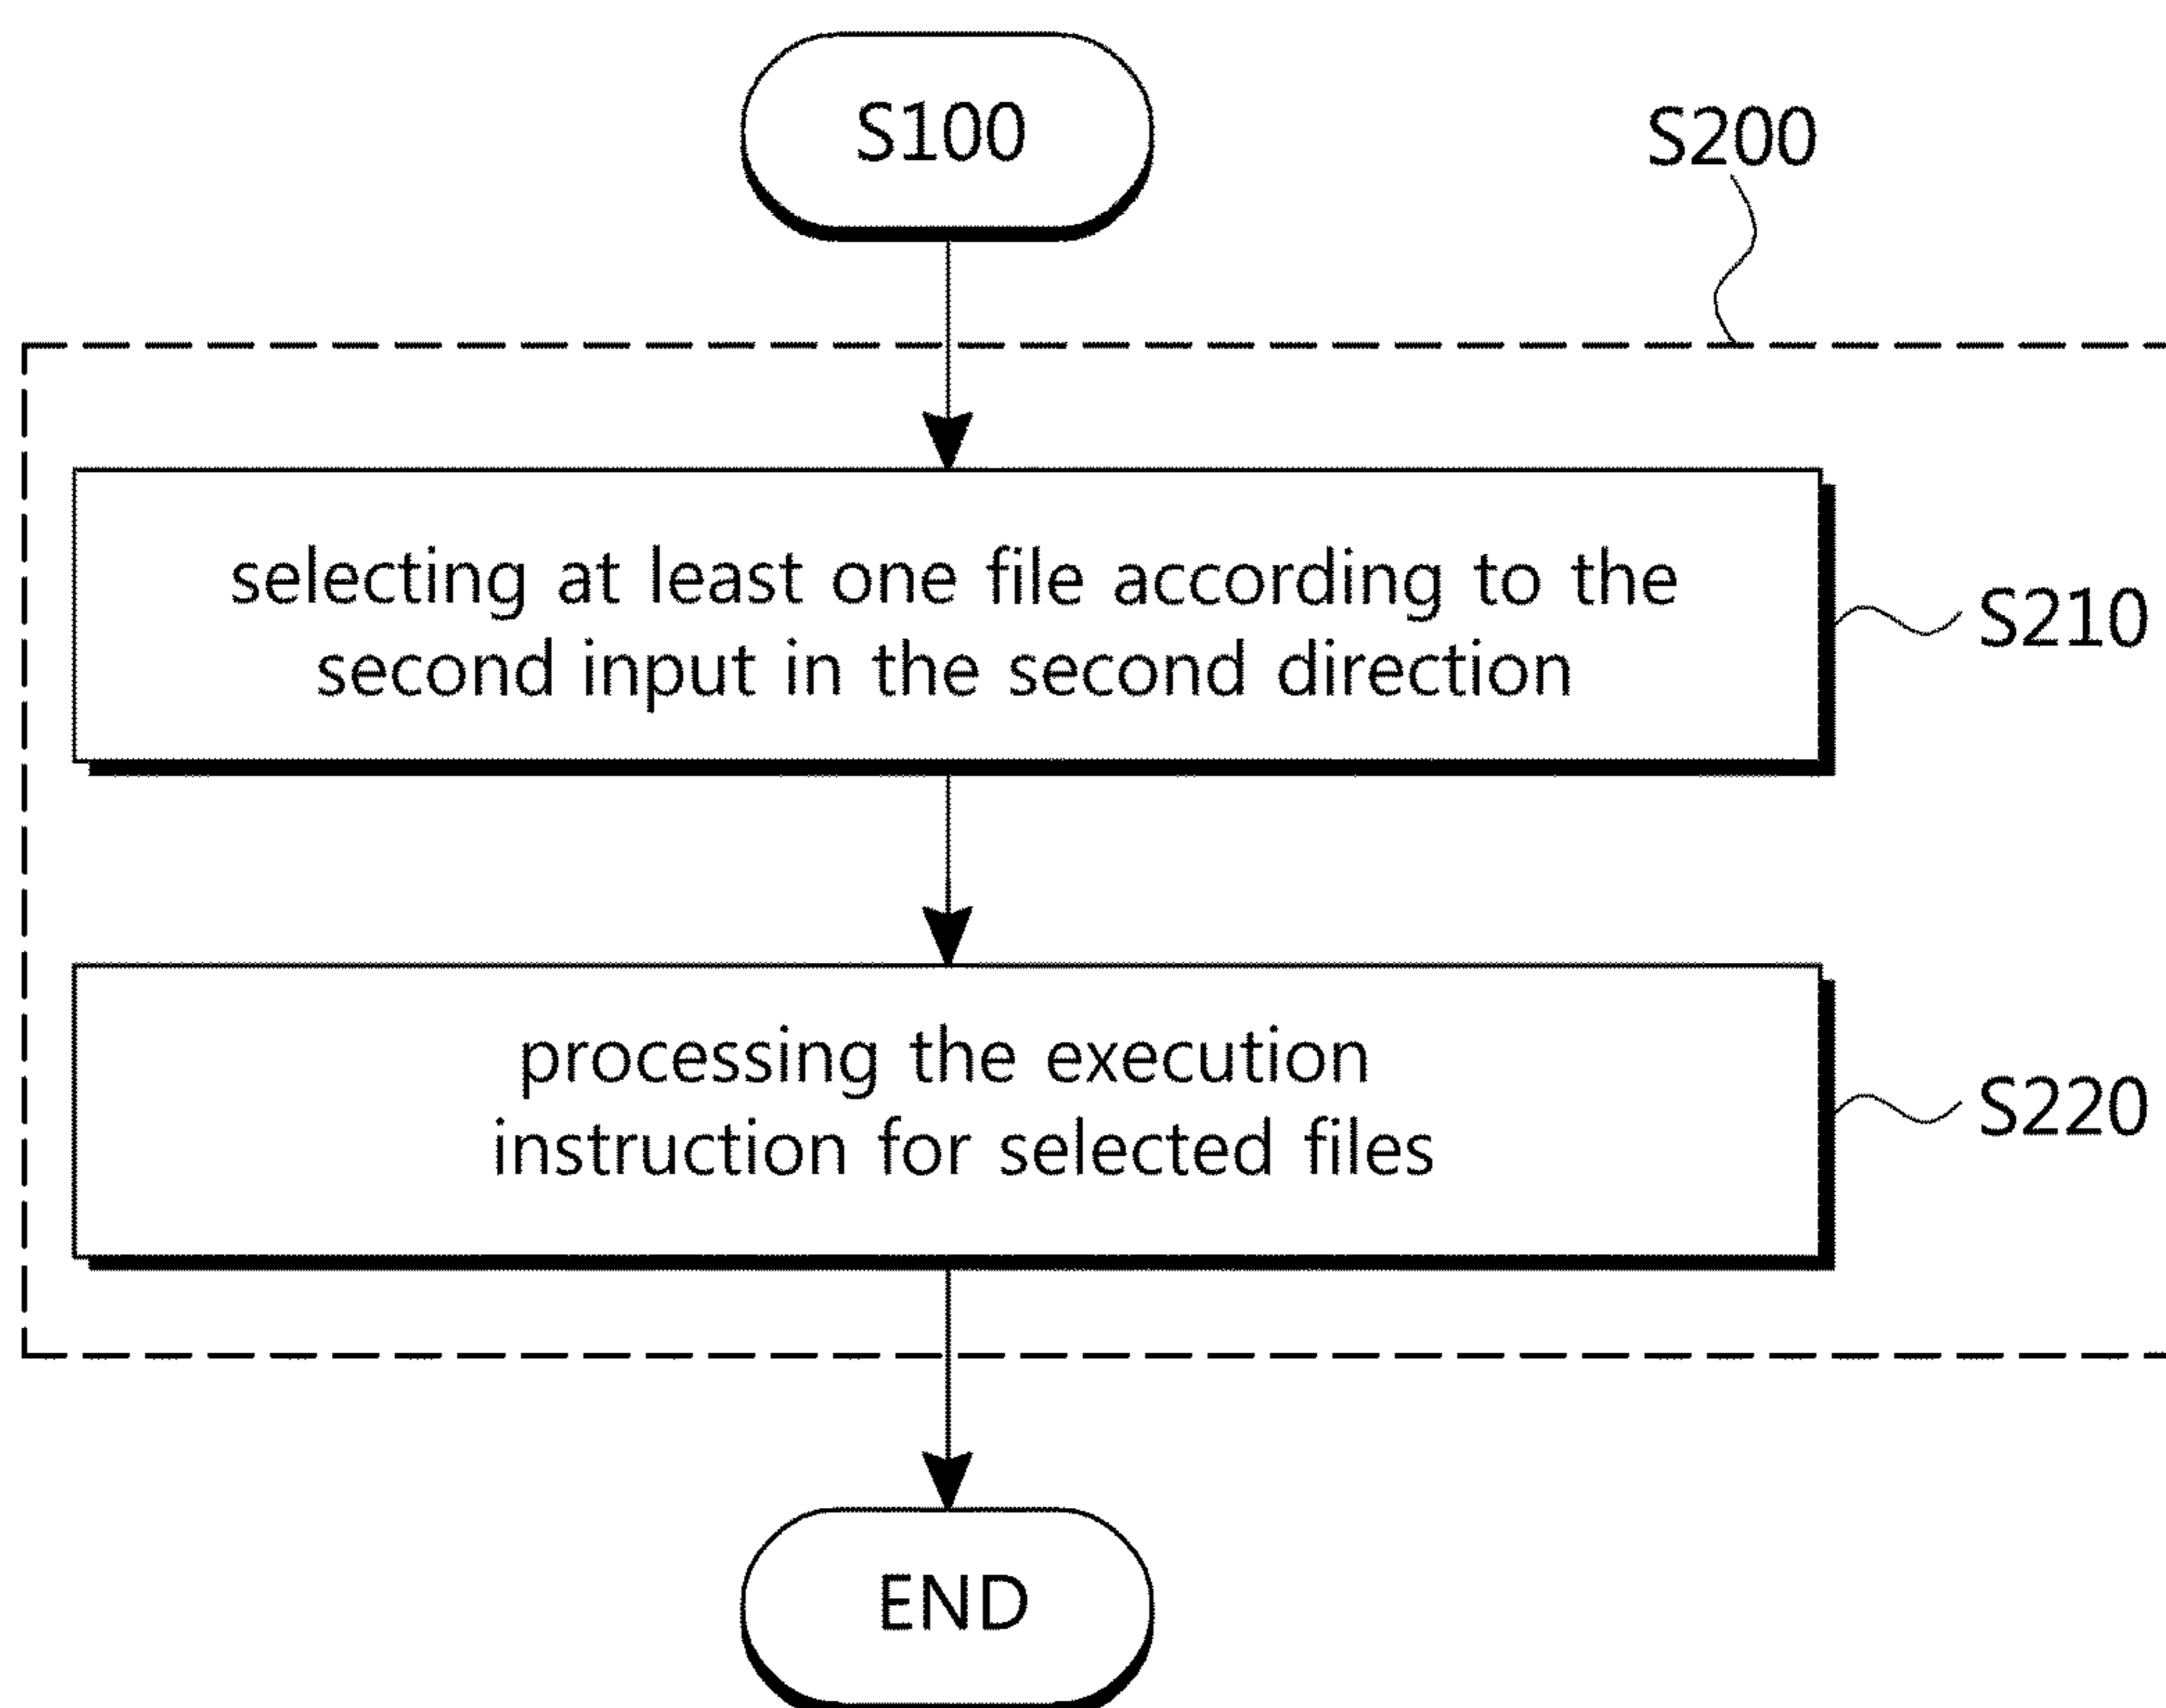 S100
S200
selecting at least one file according to the
second input in the second direction
S210
processing the execution
instruction for selected files
S220
END